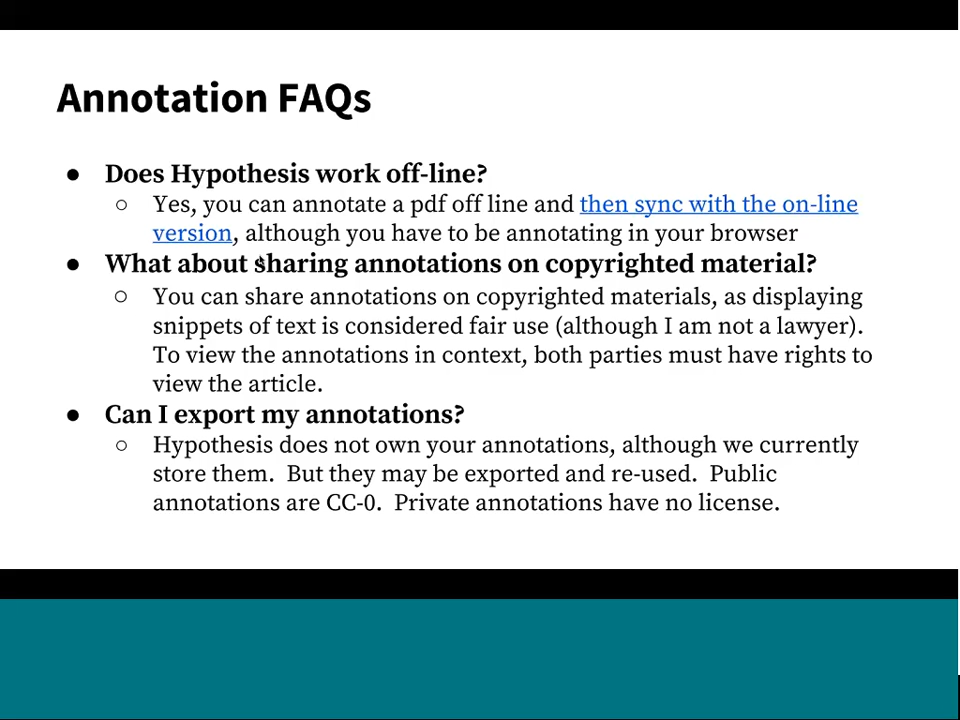 Annotation FAQs
● Does Hypothesis work off-line?
○ Yes, you can annotate a pdf off line and then sync with the on-line
version, although you have to be annotating in your browser
● What about sharing annotations on copyrighted material?
○ You can share annotations on copyrighted materials, as displaying
snippets of text is considered fair use (although I am not a lawyer).
To view the annotations in context, both parties must have rights to
view the article.
● Can I export my annotations?
○ Hypothesis does not own your annotations, although we currently
store them.  But they may be exported and re-used.  Public
annotations are CC-0.  Private annotations have no license.